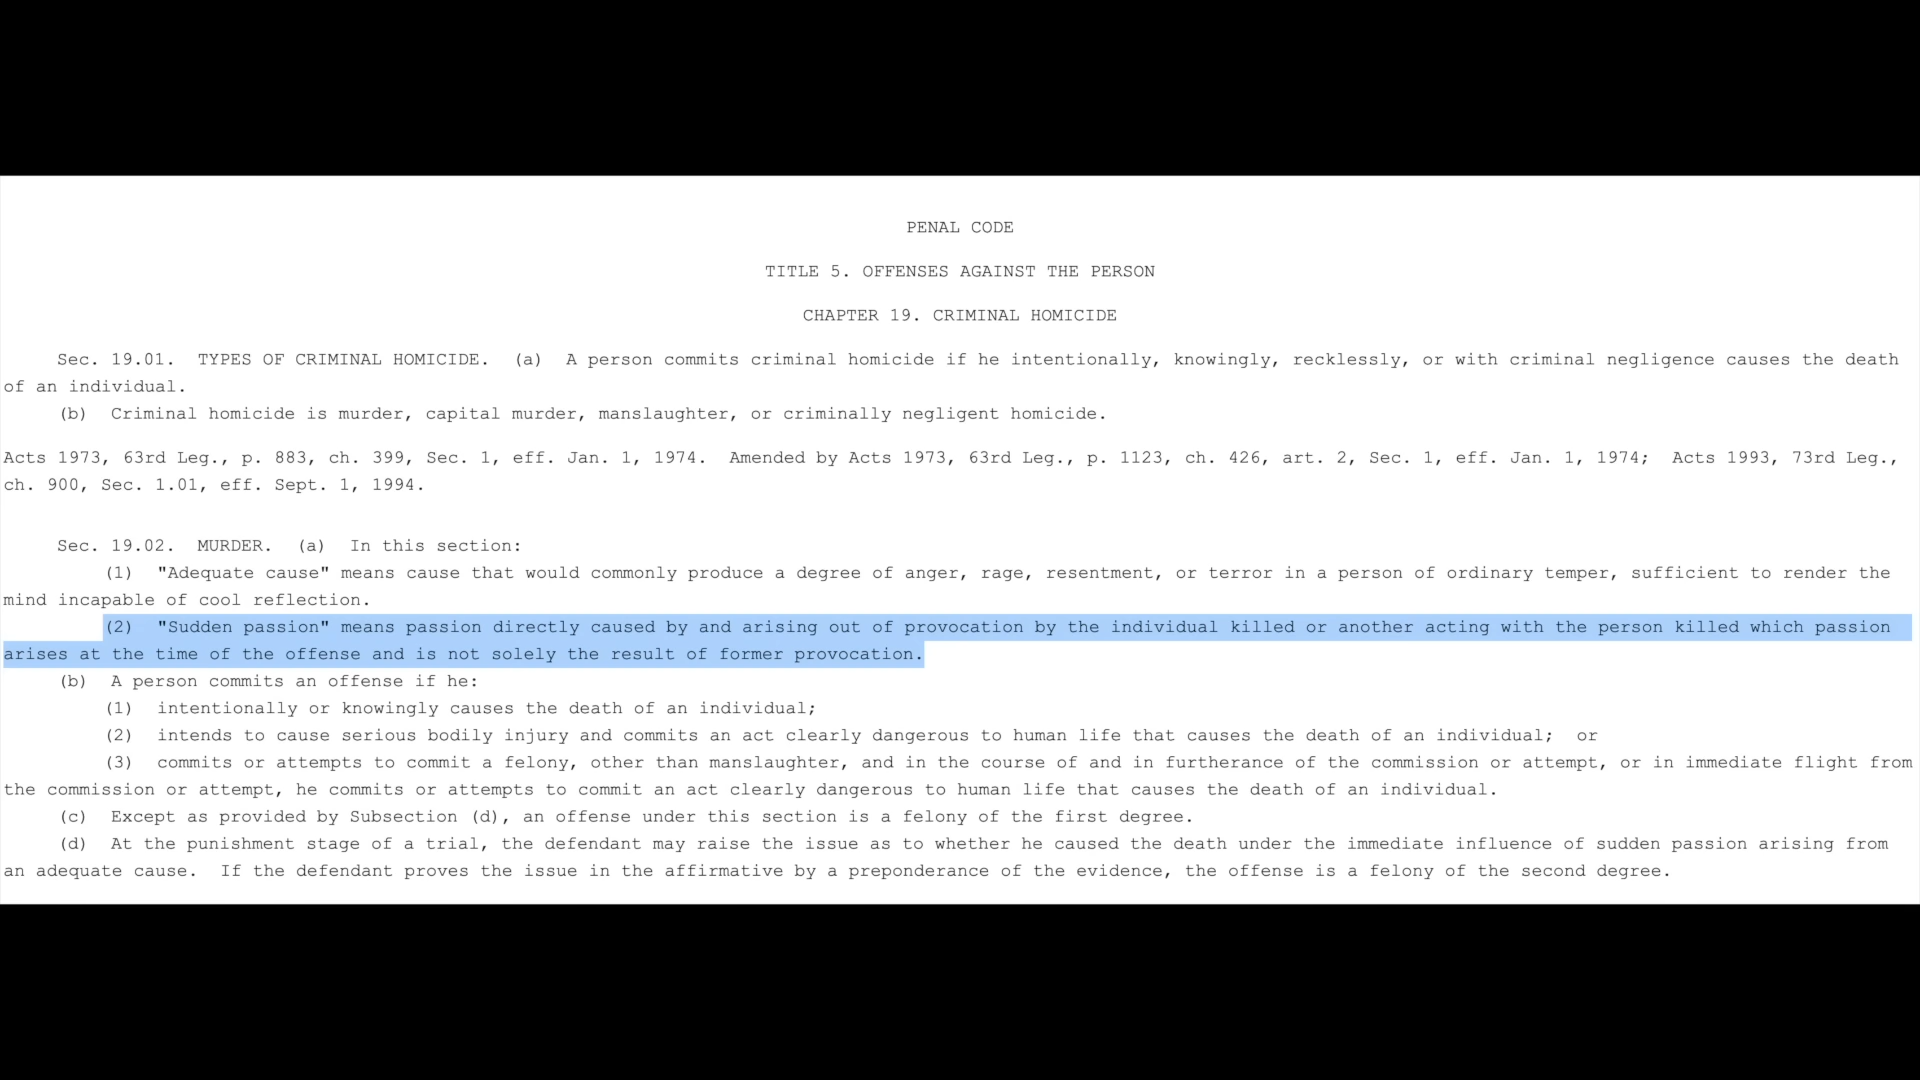 PENAL CODE
TITLE 5. OFFENSES AGAINST THE PERSON
CHAPTER 19. CRIMINAL HOMICIDE
Sec. 19.01. TYPES OF CRIMINAL HOMICIDE. (a) A person commits criminal homicide if he intentionally, knowingly, recklessly, or with criminal negligence causes the death
of an individual.
(b) Criminal homicide is murder, capital murder, manslaughter, or criminally negligent homicide.
Acts 1973, 63rd Leg., p. 883, ch. 399, Sec. 1, eff. Jan. 1, 1974. Amended by Acts 1973, 63rd Leg., p. 1123, ch. 426, art. 2, Sec. 1, eff. Jan. 1, 1974; Acts 1993, 73rd Leg.,
ch. 900, Sec. 1.01, eff. Sept. 1, 1994.
Sec. 19.02. MURDER. (a) In this section:
(1) "Adequate cause" means cause that would commonly produce a degree of anger, rage, resentment, or terror in a person of ordinary temper, sufficient to render the
mind incapable of cool reflection.
(2) "Sudden passion" means passion directly caused by and arising out of provocation by the individual killed or another acting with the person killed which passion
arises at the time of the offense and is not solely the result of former provocation.
(b) A person commits an offense if he:
(1) intentionally or knowingly causes the death of an individual;
(2) intends to cause serious bodily injury and commits an act clearly dangerous to human life that causes the death of an individual; or
(3) commits or attempts to commit a felony, other than manslaughter, and in the course of and in furtherance of the commission or attempt, or in immediate flight from
the commission or attempt, he commits or attempts to commit an act clearly dangerous to human life that causes the death of an individual.
(c) Except as provided by Subsection (d), an offense under this section is a felony of the first degree.
(d) At the punishment stage of a trial, the defendant may raise the issue as to whether he caused the death under the immediate influence of sudden passion arising from
an adequate cause. If the defendant proves the issue in the affirmative by a preponderance of the evidence, the offense is a felony of the second degree.